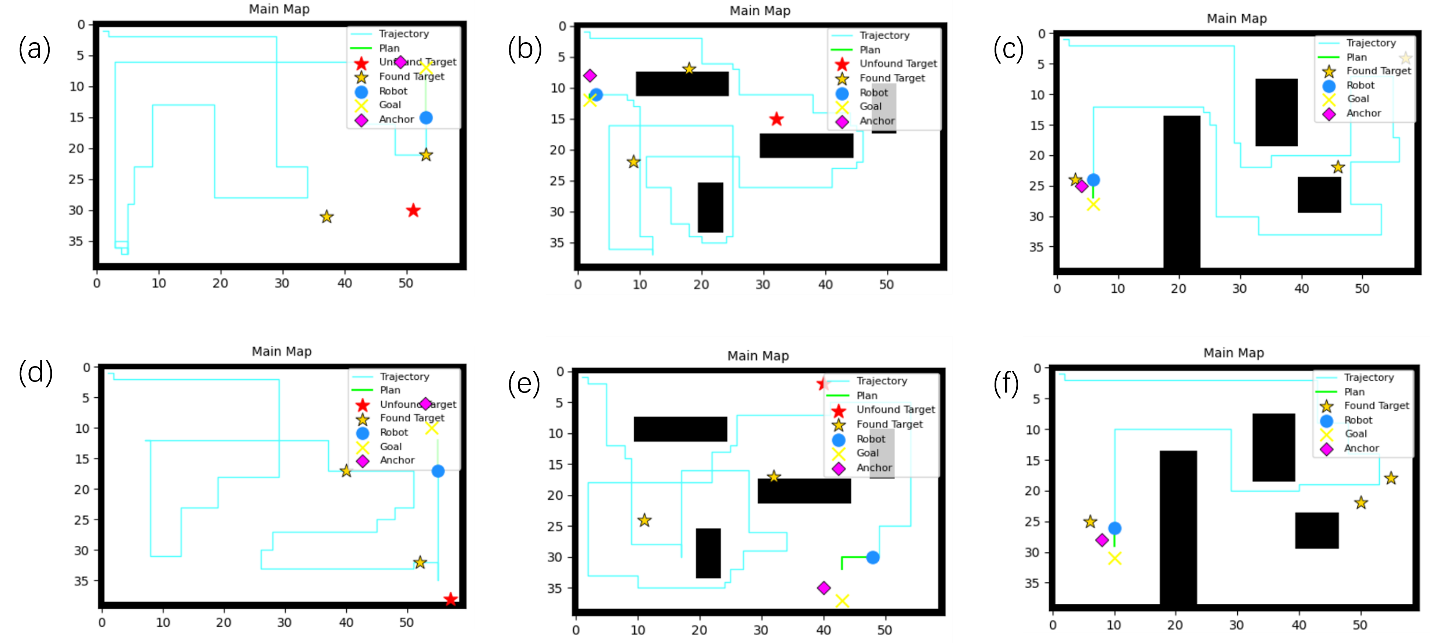 (a)
Main Map
Trajectory
Plan
Unfound Target
Found Target
Robot
Goal
Anchor
0
5
10
15
20
25
30
35
0 10 20 30 40 50
(b)
Main Map
Trajectory
Plan
Unfound Target
Found Target
Robot
Goal
Anchor
0
5
10
15
20
25
30
35
0 10 20 30 40 50
(c)
Main Map
Trajectory
Plan
Found Target
Robot
Goal
Anchor
0
5
10
15
20
25
30
35
0 10 20 30 40 50
(d)
Main Map
Trajectory
Plan
Unfound Target
Found Target
Robot
Goal
Anchor
0
5
10
15
20
25
30
35
0 10 20 30 40 50
(e)
Main Map
Trajectory
Plan
Unfound Target
Found Target
Robot
Goal
Anchor
0
5
10
15
20
25
30
35
0 10 20 30 40 50
(f)
Main Map
Trajectory
Plan
Found Target
Robot
Goal
Anchor
0
5
10
15
20
25
30
35
0 10 20 30 40 50